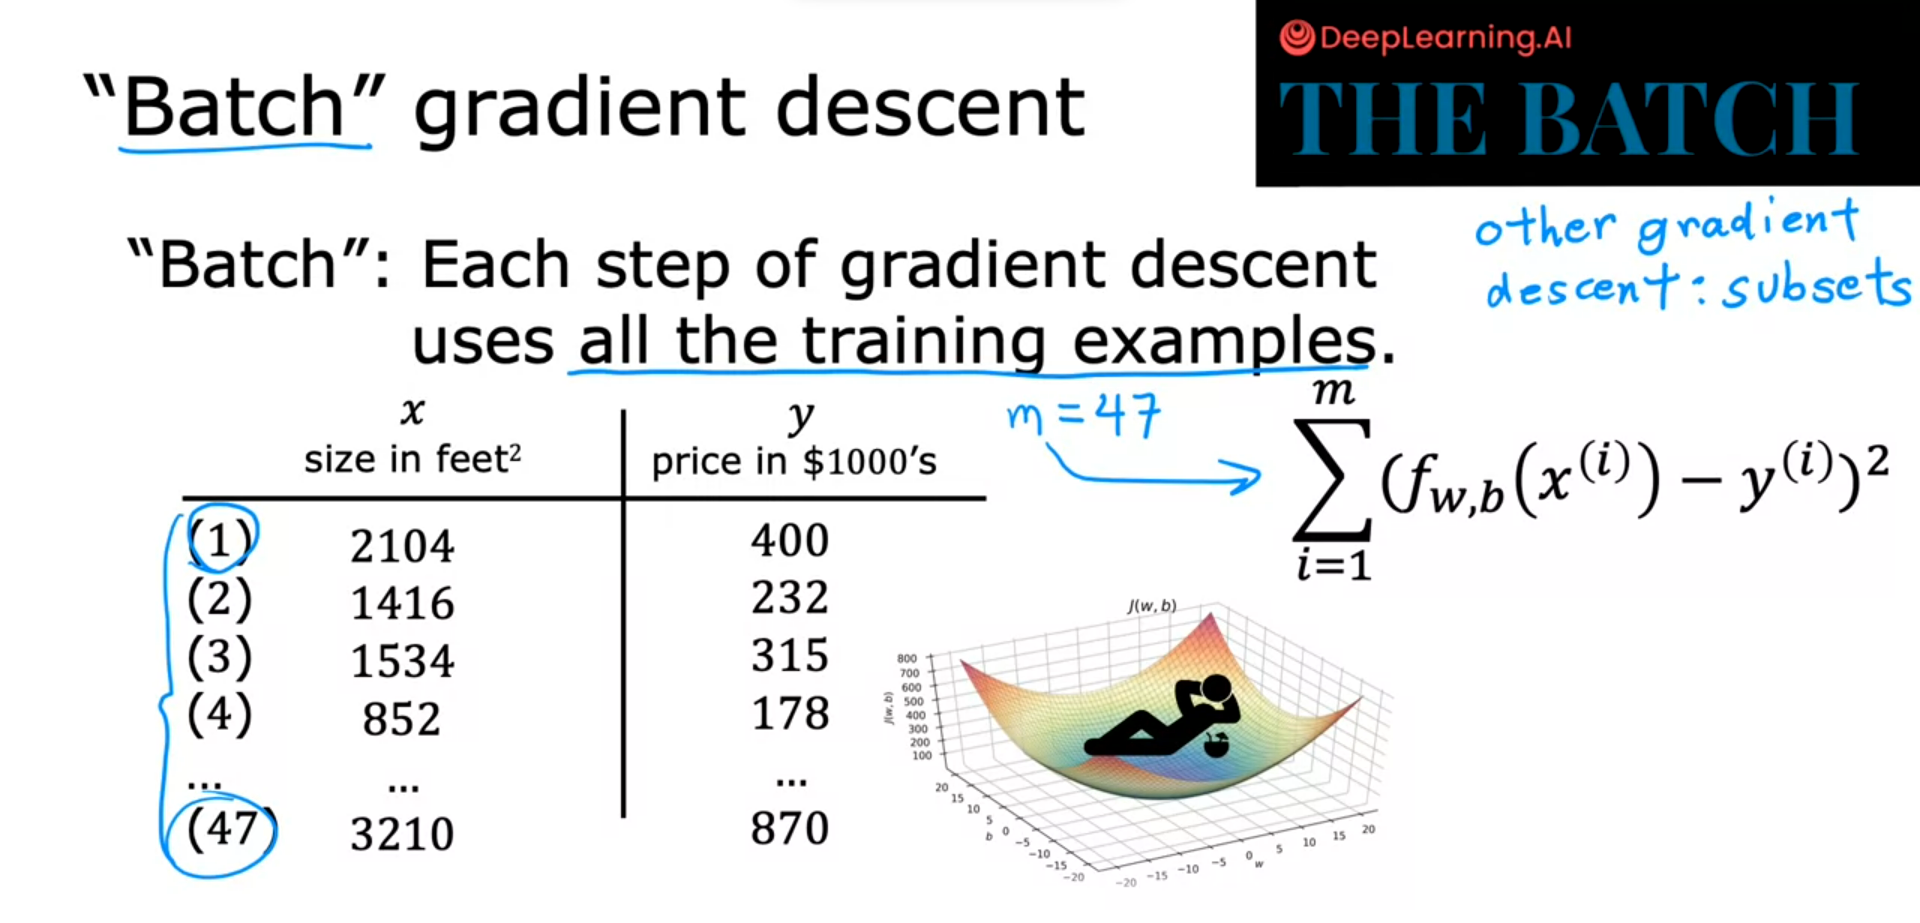 DeepLearning.AI
THE BATCH
“Batch” gradient descent
other gradient
descent: subsets
“Batch”: Each step of gradient descent
uses all the training examples.
m = 47
x y
size in feet² price in $1000’s
(1) 2104 400
(2) 1416 232
(3) 1534 315
(4) 852 178
... ... ...
(47) 3210 870
m
∑ (f_{w,b}(x^{(i)}) − y^{(i)})²
i=1
J(w, b)
J(w, b)
800
700
600
500
400
300
200
100
20
15
10
5
0
−5
−10
−15
−20
b
−20 −15 −10 −5 0 5 10 15 20
w